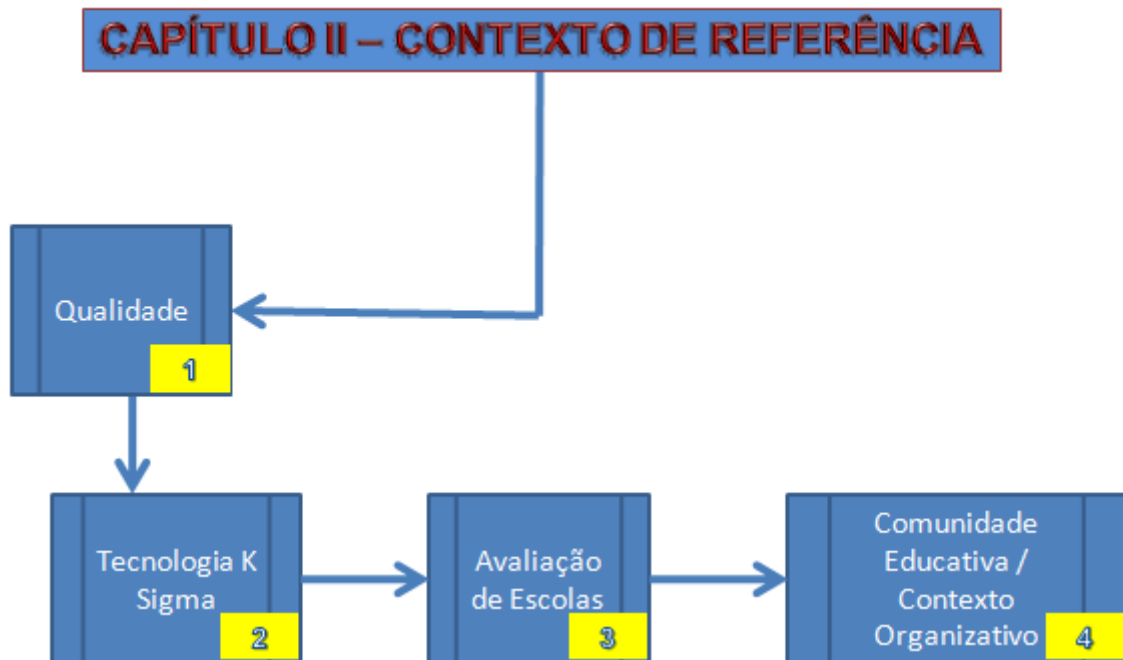 CAPÍTULO II – CONTEXTO DE REFERÊNCIA
Qualidade
1
Tecnologia K
Sigma
2
Avaliação
de Escolas
3
Comunidade
Educativa /
Contexto
Organizativo
4